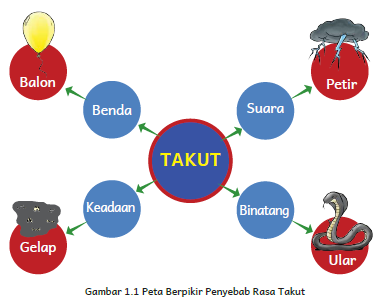 Balon
Petir
Benda
Suara
TAKUT
Keadaan
Binatang
Gelap
Ular
Gambar 1.1 Peta Berpikir Penyebab Rasa Takut